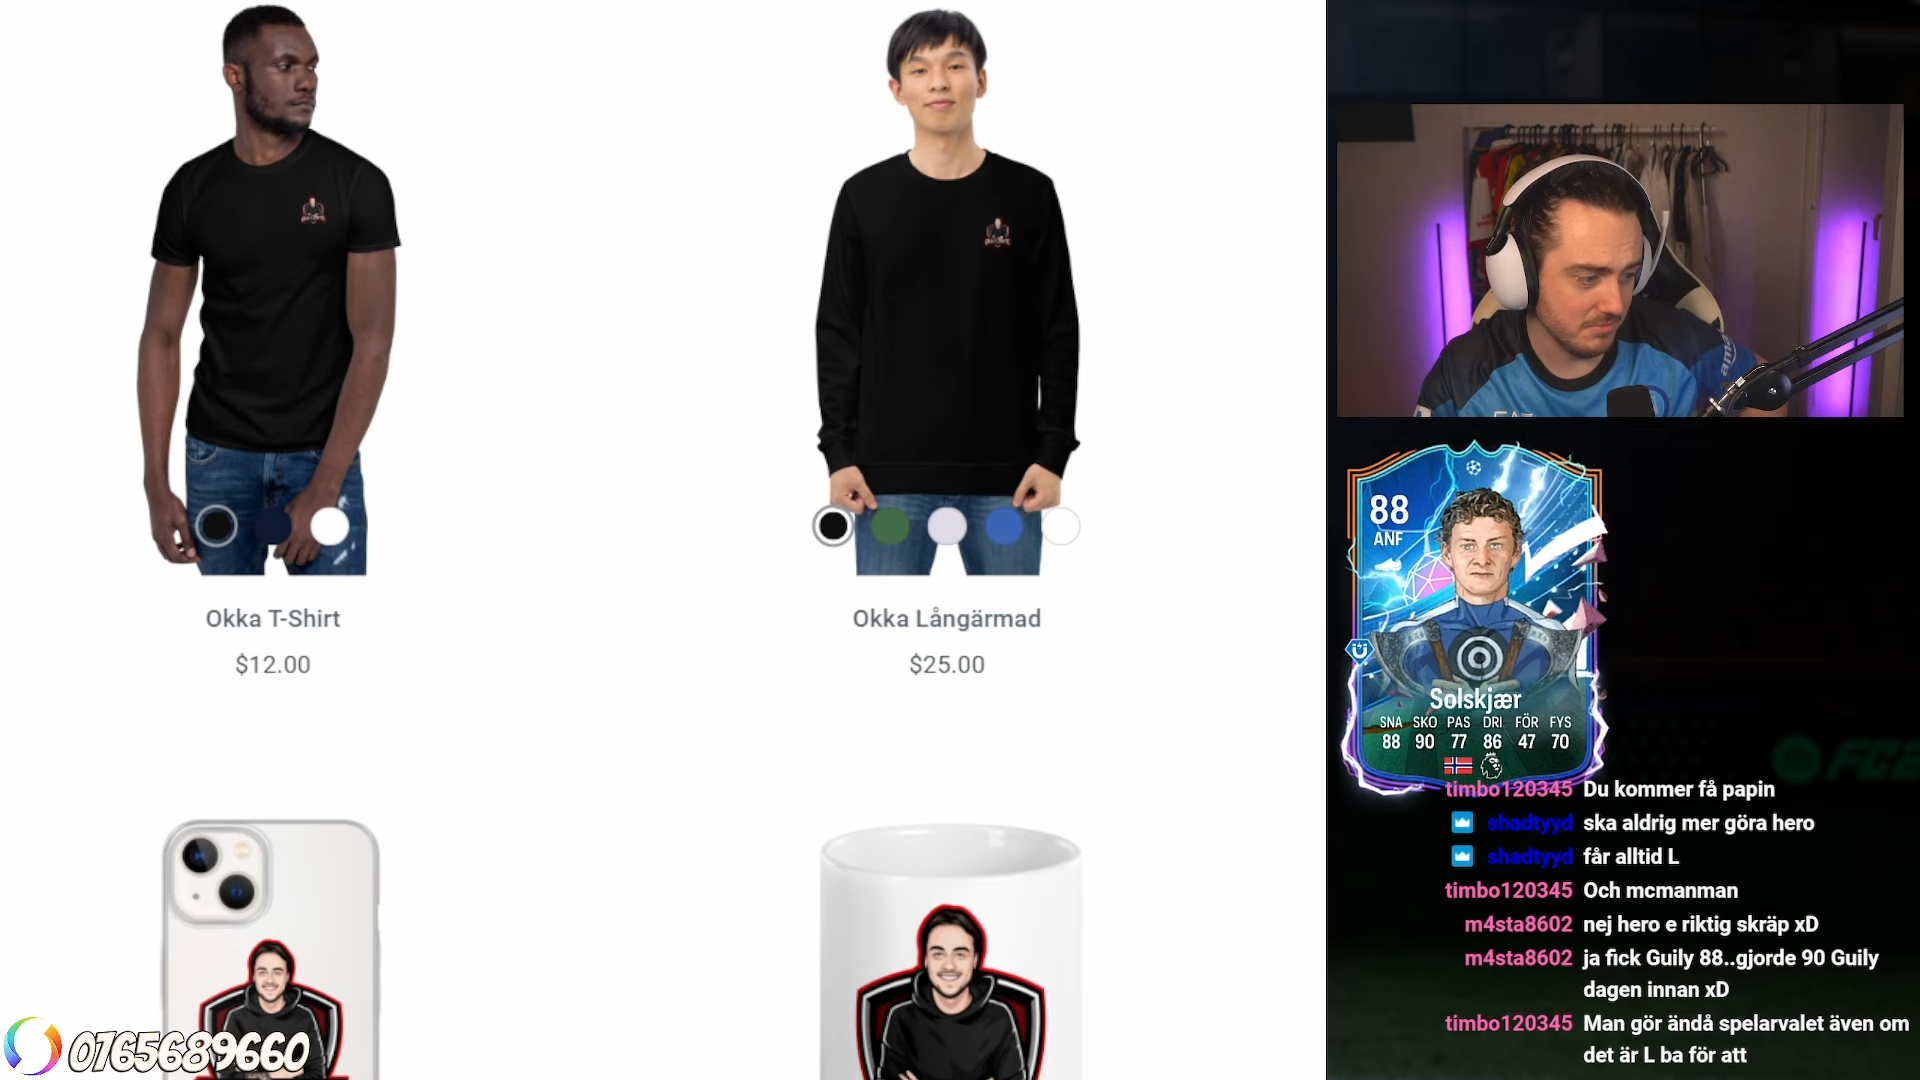 Okka T-Shirt
$12.00
Okka Långärmad
$25.00
0765689660
88
ANF
Solskjær
SNA SKO PAS DRI FÖR FYS
88 90 77 86 47 70
timbo120345 Du kommer få papin
shadtyyd ska aldrig mer göra hero
shadtyyd får alltid L
timbo120345 Och mcmanman
m4sta8602 nej hero e riktig skräp xD
m4sta8602 ja fick Guily 88..gjorde 90 Guily
dagen innan xD
timbo120345 Man gör ändå spelarvalet även om
det är L ba för att